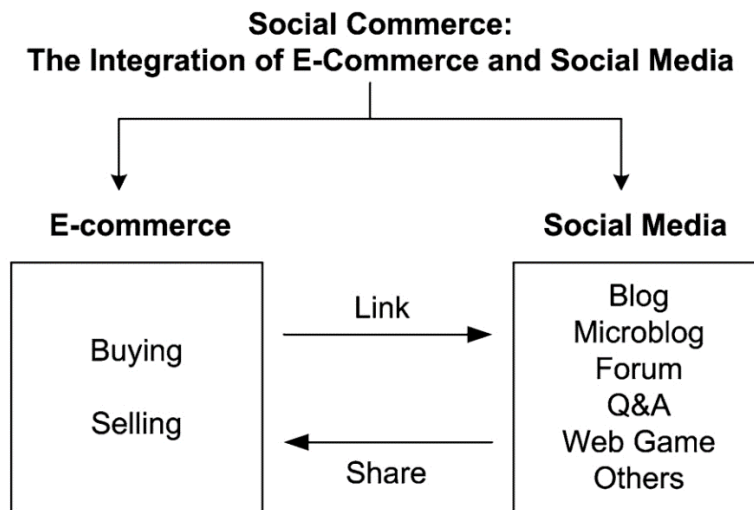 Social Commerce:
The Integration of E-Commerce and Social Media
E-commerce
Social Media
Buying
Selling
Link
Share
Blog
Microblog
Forum
Q&A
Web Game
Others